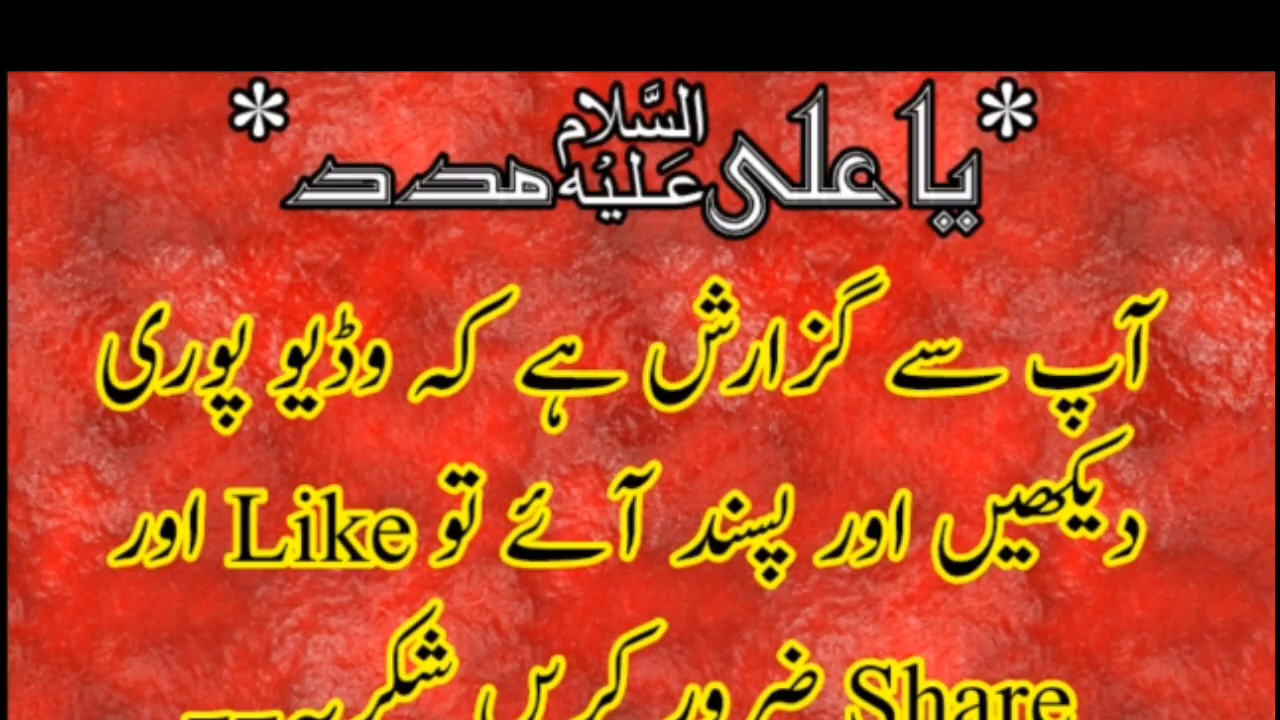 *یا علی علیہ السلام مدد*
آپ سے گزارش ہے کہ وڈیو پوری
دیکھیں اور پسند آئے تو Like اور
Share ضرور کریں شکریہ--